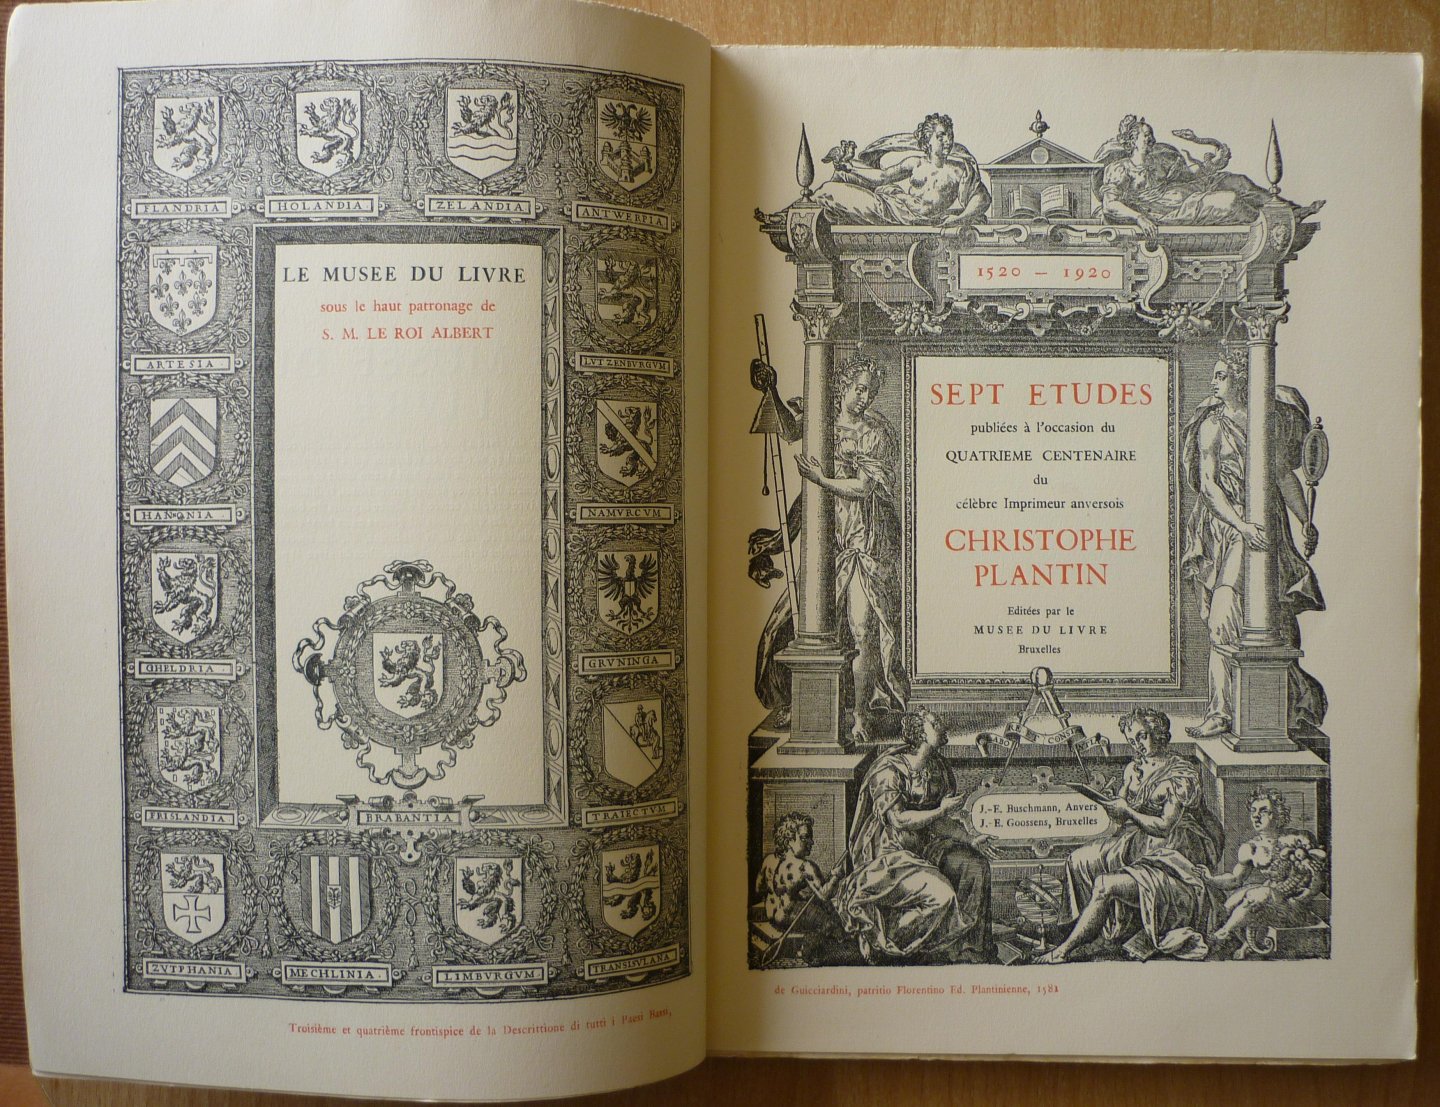 FLANDRIA
HOLANDIA
ZELANDIA
ANTWERPIA
ARTESIA
LVTZENBVRGVM
HANONIA
NAMVRCVM
GHELDRIA
GRVNINGA
FRISLANDIA
TRAIECTVM
ZVTPHANIA
MECHLINIA
LIMBVRGVM
TRANSISVLANA
LE MUSEE DU LIVRE
sous le haut patronage de
S. M. LE ROI ALBERT
BRABANTIA
Troisième et quatrième frontispice de la Descrittione di tutti i Paesi Bassi,
1520 — 1920
SEPT ETUDES
publiées à l'occasion du
QUATRIEME CENTENAIRE
du
célèbre Imprimeur anversois
CHRISTOPHE
PLANTIN
Editées par le
MUSEE DU LIVRE
Bruxelles
LABORE ET CONSTANTIA
J.-E. Buschmann, Anvers
J.-E. Goossens, Bruxelles
de Guicciardini, patritio Florentino Ed. Plantinienne, 1581